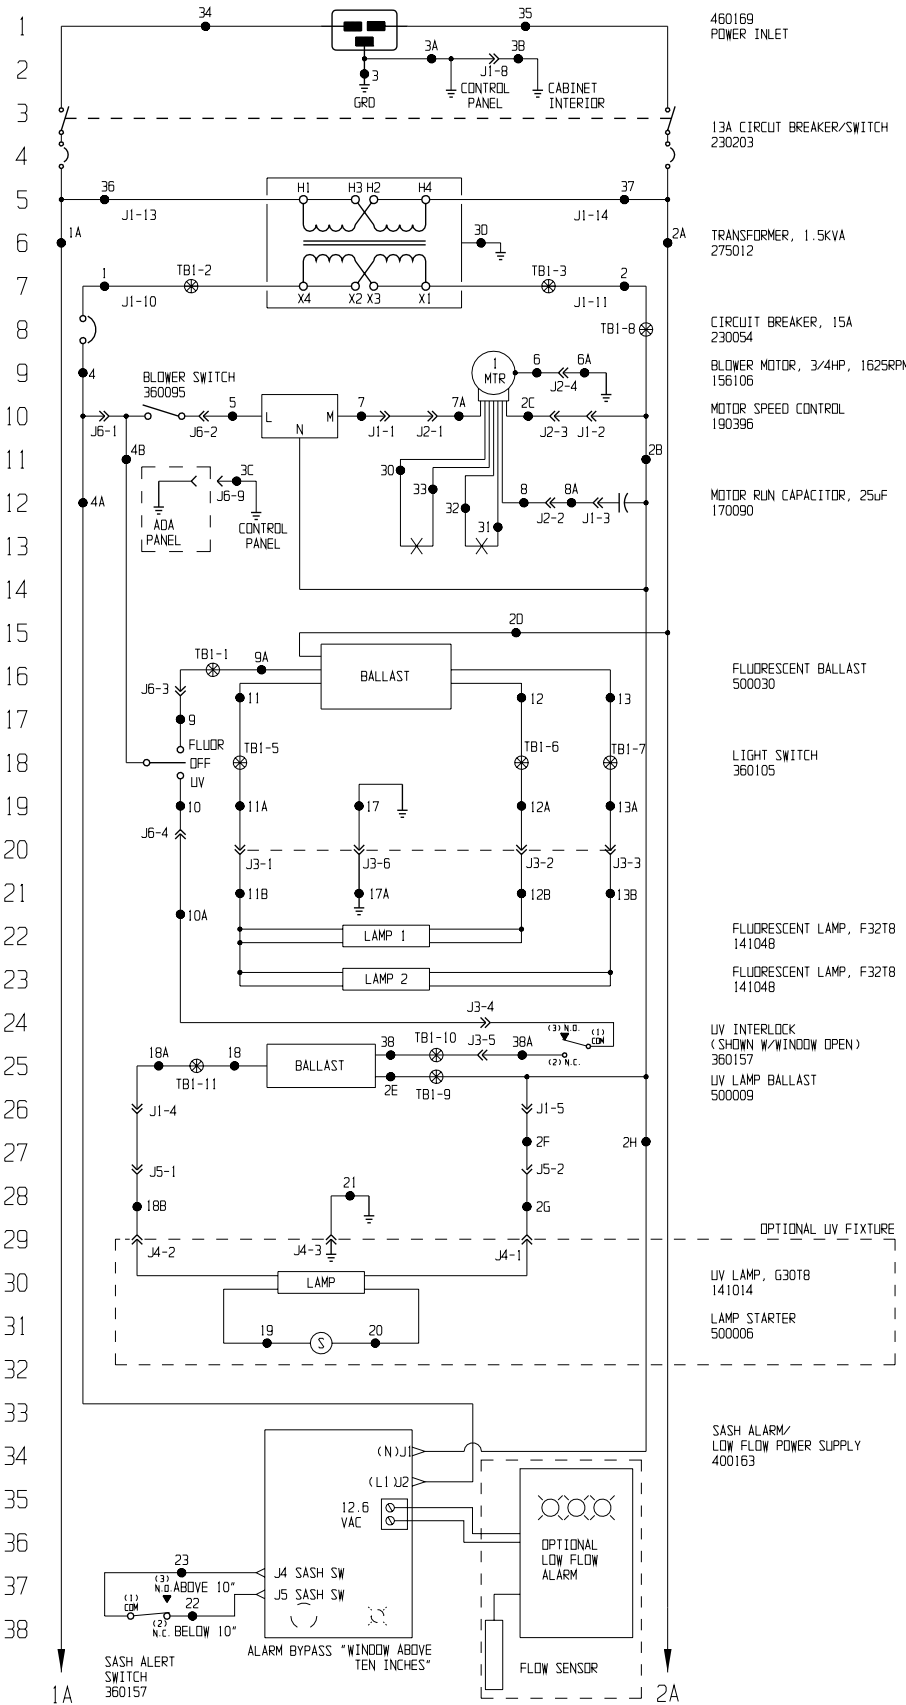 1
34
35
460169
POWER INLET
2
3A
3B
J1-8
3
GRD
CONTROL
PANEL
CABINET
INTERIOR
3
13A CIRCUT BREAKER/SWITCH
230203
4
5
36
J1-13
H1
H3
H2
H4
37
J1-14
6
1A
3D
2A
TRANSFORMER, 1.5KVA
275012
7
1
J1-10
TB1-2
X4
X2
X3
X1
TB1-3
2
J1-11
8
TB1-8
CIRCUIT BREAKER, 15A
230054
9
4
BLOWER SWITCH
360095
1
MTR
6
6A
J2-4
BLOWER MOTOR, 3/4HP, 1625RPM
156106
10
J6-1
J6-2
5
L
M
N
7
J1-1
J2-1
7A
2C
J2-3
J1-2
MOTOR SPEED CONTROL
190396
11
4B
3C
J6-9
30
33
2B
12
4A
ADA
PANEL
CONTROL
PANEL
32
31
8
J2-2
8A
J1-3
MOTOR RUN CAPACITOR, 25uF
170090
13
14
15
2D
16
TB1-1
9A
BALLAST
J6-3
11
12
13
FLUORESCENT BALLAST
500030
17
9
18
FLUOR
OFF
UV
TB1-5
TB1-6
TB1-7
LIGHT SWITCH
360105
19
10
11A
17
12A
13A
20
J6-4
J3-1
J3-6
J3-2
J3-3
21
10A
11B
17A
12B
13B
22
LAMP 1
FLUORESCENT LAMP, F32T8
141048
23
LAMP 2
FLUORESCENT LAMP, F32T8
141048
24
J3-4
(3) N.O.
(1)
COM
(2) N.C.
UV INTERLOCK
(SHOWN W/WINDOW OPEN)
360157
25
18A
TB1-11
18
BALLAST
38
TB1-10
J3-5
38A
2E
TB1-9
UV LAMP BALLAST
500009
26
J1-4
J1-5
27
2F
2H
J5-1
J5-2
28
18B
21
2G
29
J4-2
J4-3
J4-1
OPTIONAL UV FIXTURE
30
LAMP
UV LAMP, G30T8
141014
31
19
S
20
LAMP STARTER
500006
32
33
34
(N)J1
SASH ALARM/
LOW FLOW POWER SUPPLY
400163
35
(L1)J2
12.6
VAC
36
OPTIONAL
LOW FLOW
ALARM
37
23
(3)
N.O. ABOVE 10"
J4 SASH SW
J5 SASH SW
38
(1)
COM
22
(2)
N.C. BELOW 10"
ALARM BYPASS "WINDOW ABOVE
TEN INCHES"
SASH ALERT
SWITCH
360157
FLOW SENSOR
1A
2A